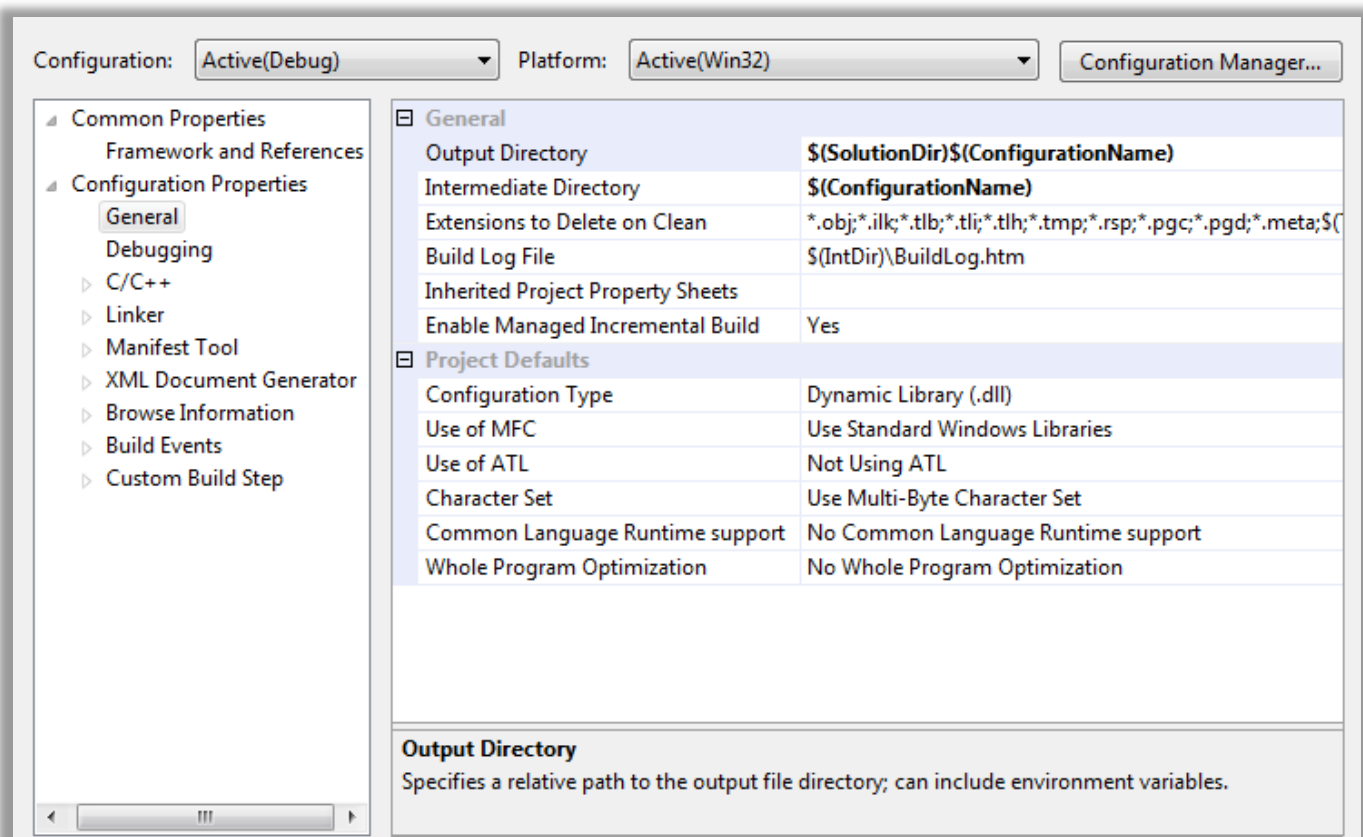 Configuration: Active(Debug) Platform: Active(Win32) Configuration Manager...
Common Properties
Framework and References
Configuration Properties
General
Debugging
C/C++
Linker
Manifest Tool
XML Document Generator
Browse Information
Build Events
Custom Build Step
General
Output Directory $(SolutionDir)$(ConfigurationName)
Intermediate Directory $(ConfigurationName)
Extensions to Delete on Clean *.obj;*.ilk;*.tlb;*.tli;*.tlh;*.tmp;*.rsp;*.pgc;*.pgd;*.meta;$(
Build Log File $(IntDir)\BuildLog.htm
Inherited Project Property Sheets
Enable Managed Incremental Build Yes
Project Defaults
Configuration Type Dynamic Library (.dll)
Use of MFC Use Standard Windows Libraries
Use of ATL Not Using ATL
Character Set Use Multi-Byte Character Set
Common Language Runtime support No Common Language Runtime support
Whole Program Optimization No Whole Program Optimization
Output Directory
Specifies a relative path to the output file directory; can include environment variables.